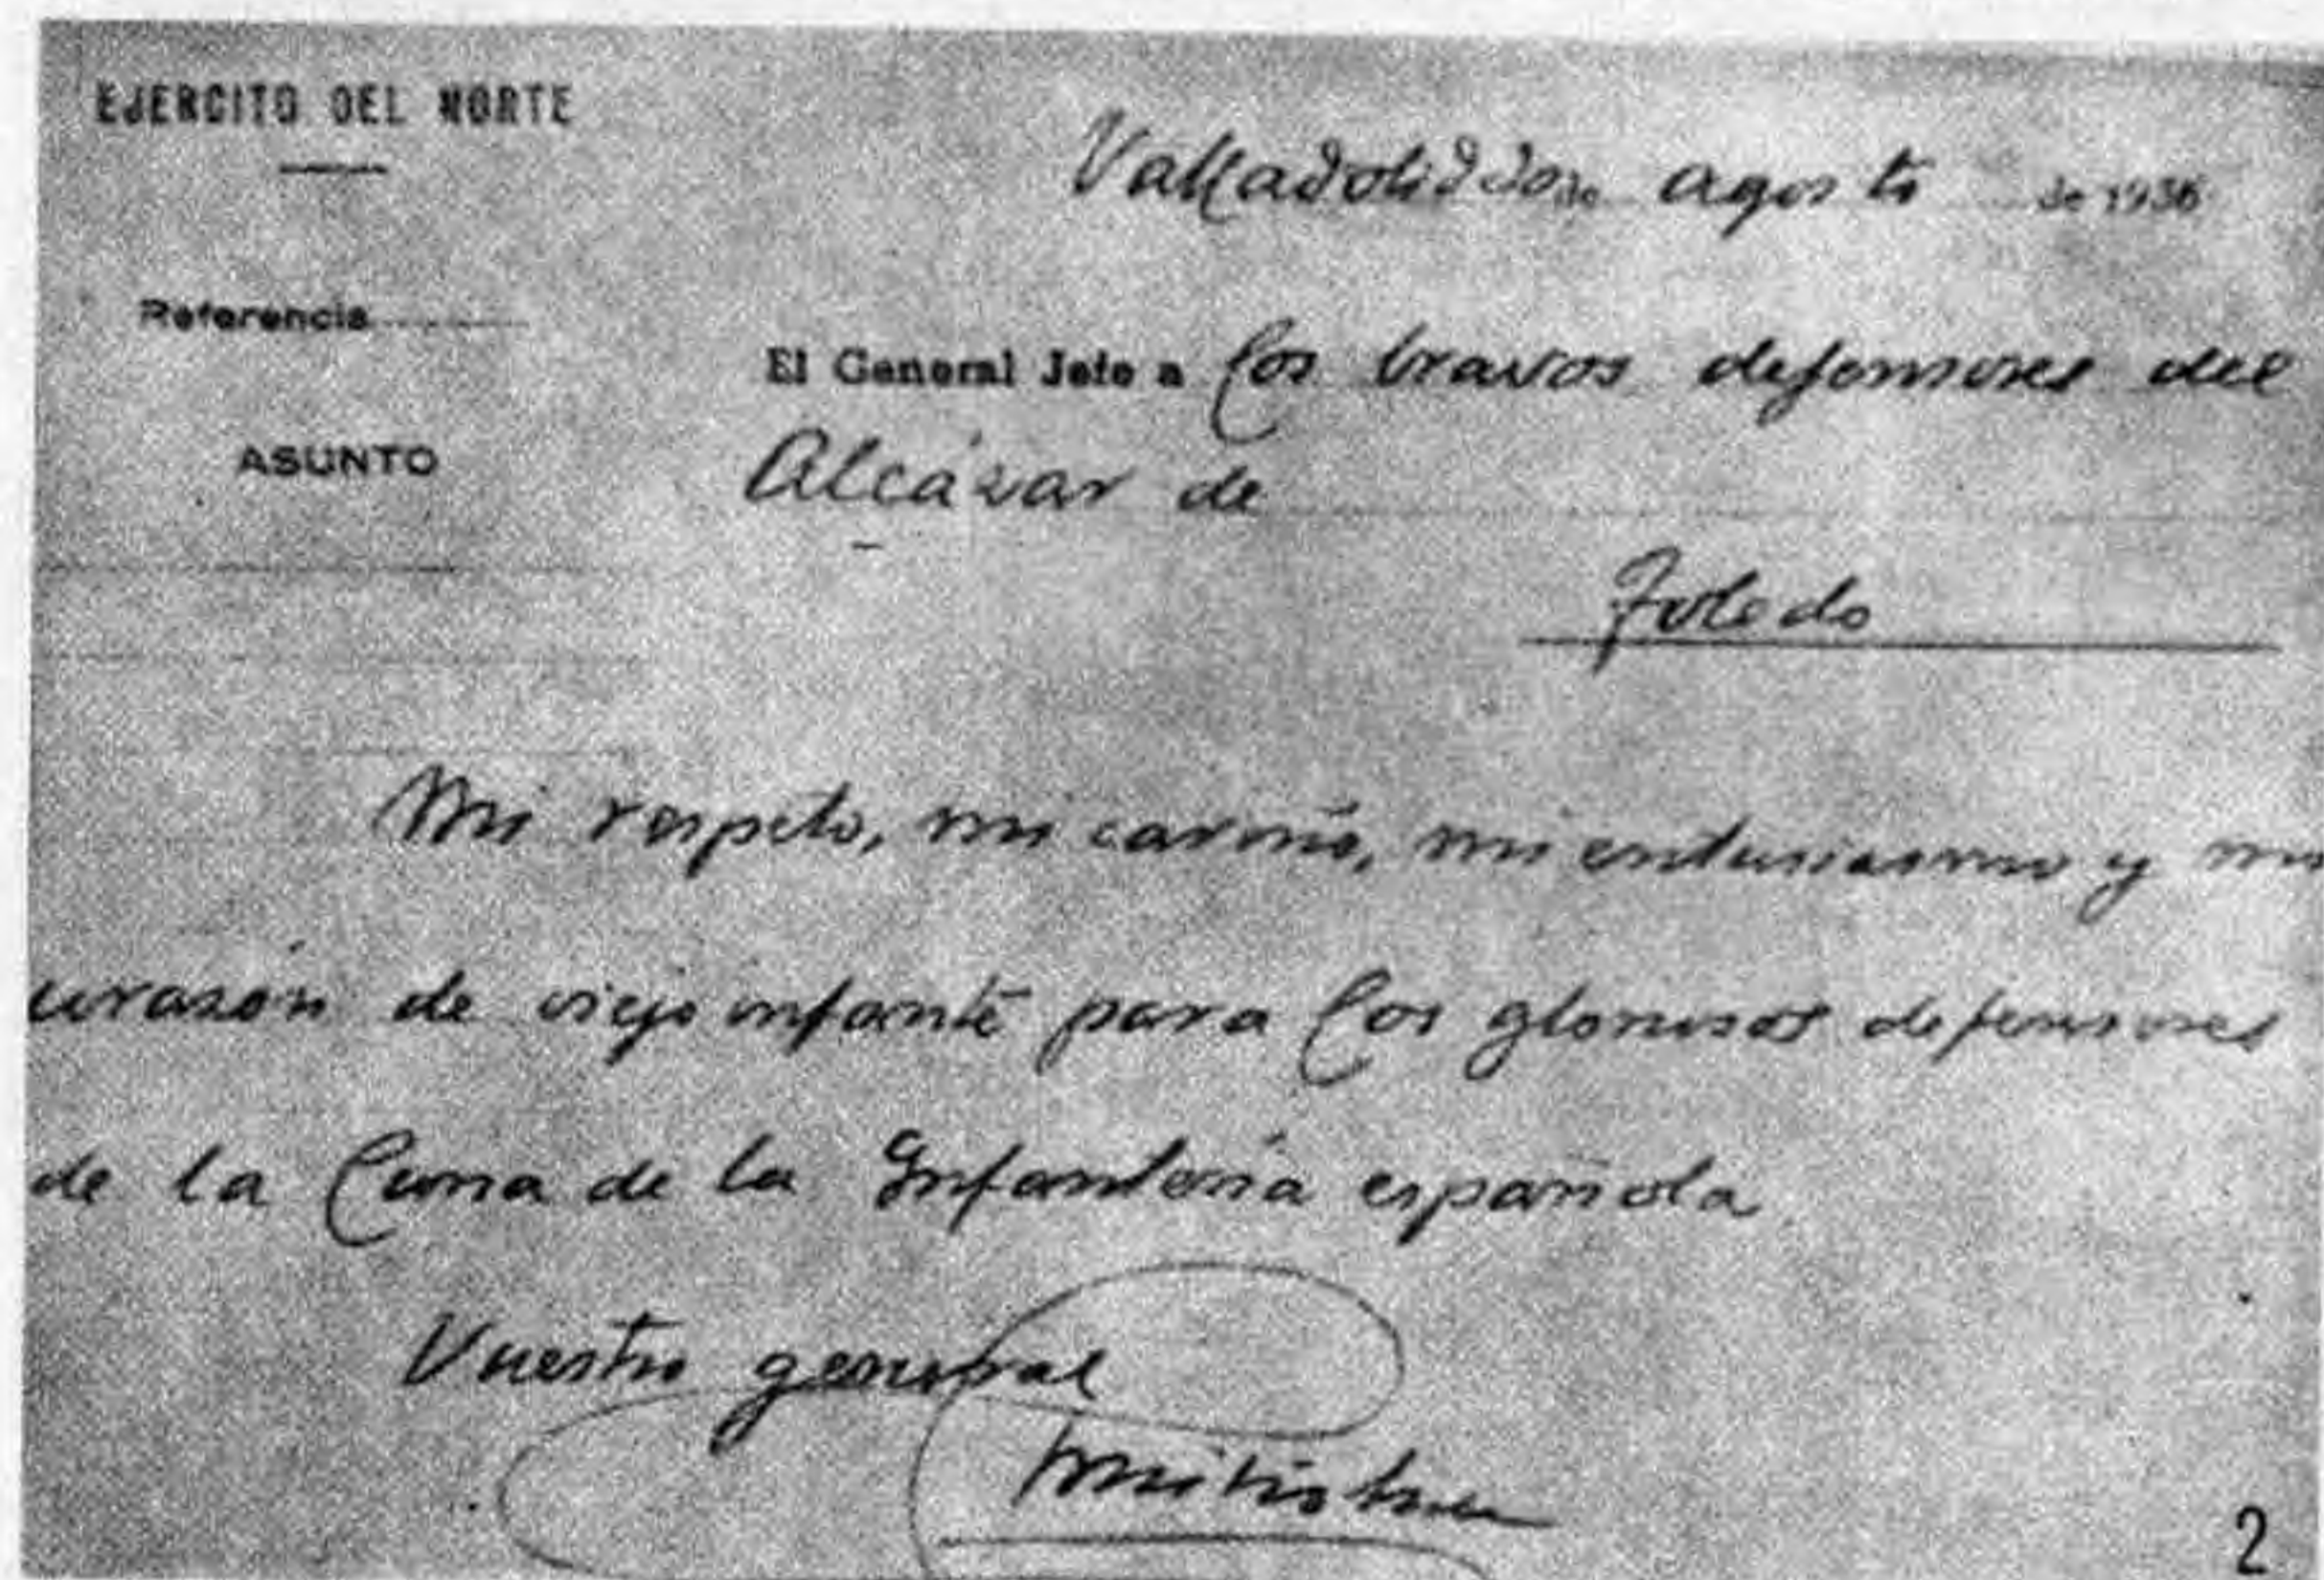 EJERCITO DEL NORTE
Valladolid 30 de agosto de 1936
Referencia
El General Jefe a los bravos defensores del
ASUNTO
Alcázar de
Toledo
Mi respeto, mi cariño, mi entusiasmo y mi
corazón de viejo infante para los gloriosos defensores
de la Cuna de la Infantería española
Vuestro general
2